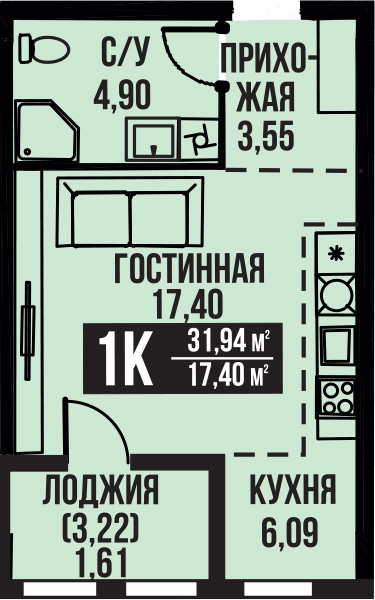 С/У
4,90
ПРИХО-
ЖАЯ
3,55
ГОСТИННАЯ
17,40
1К
31,94 м²
17,40 м²
ЛОДЖИЯ
(3,22)
1,61
КУХНЯ
6,09